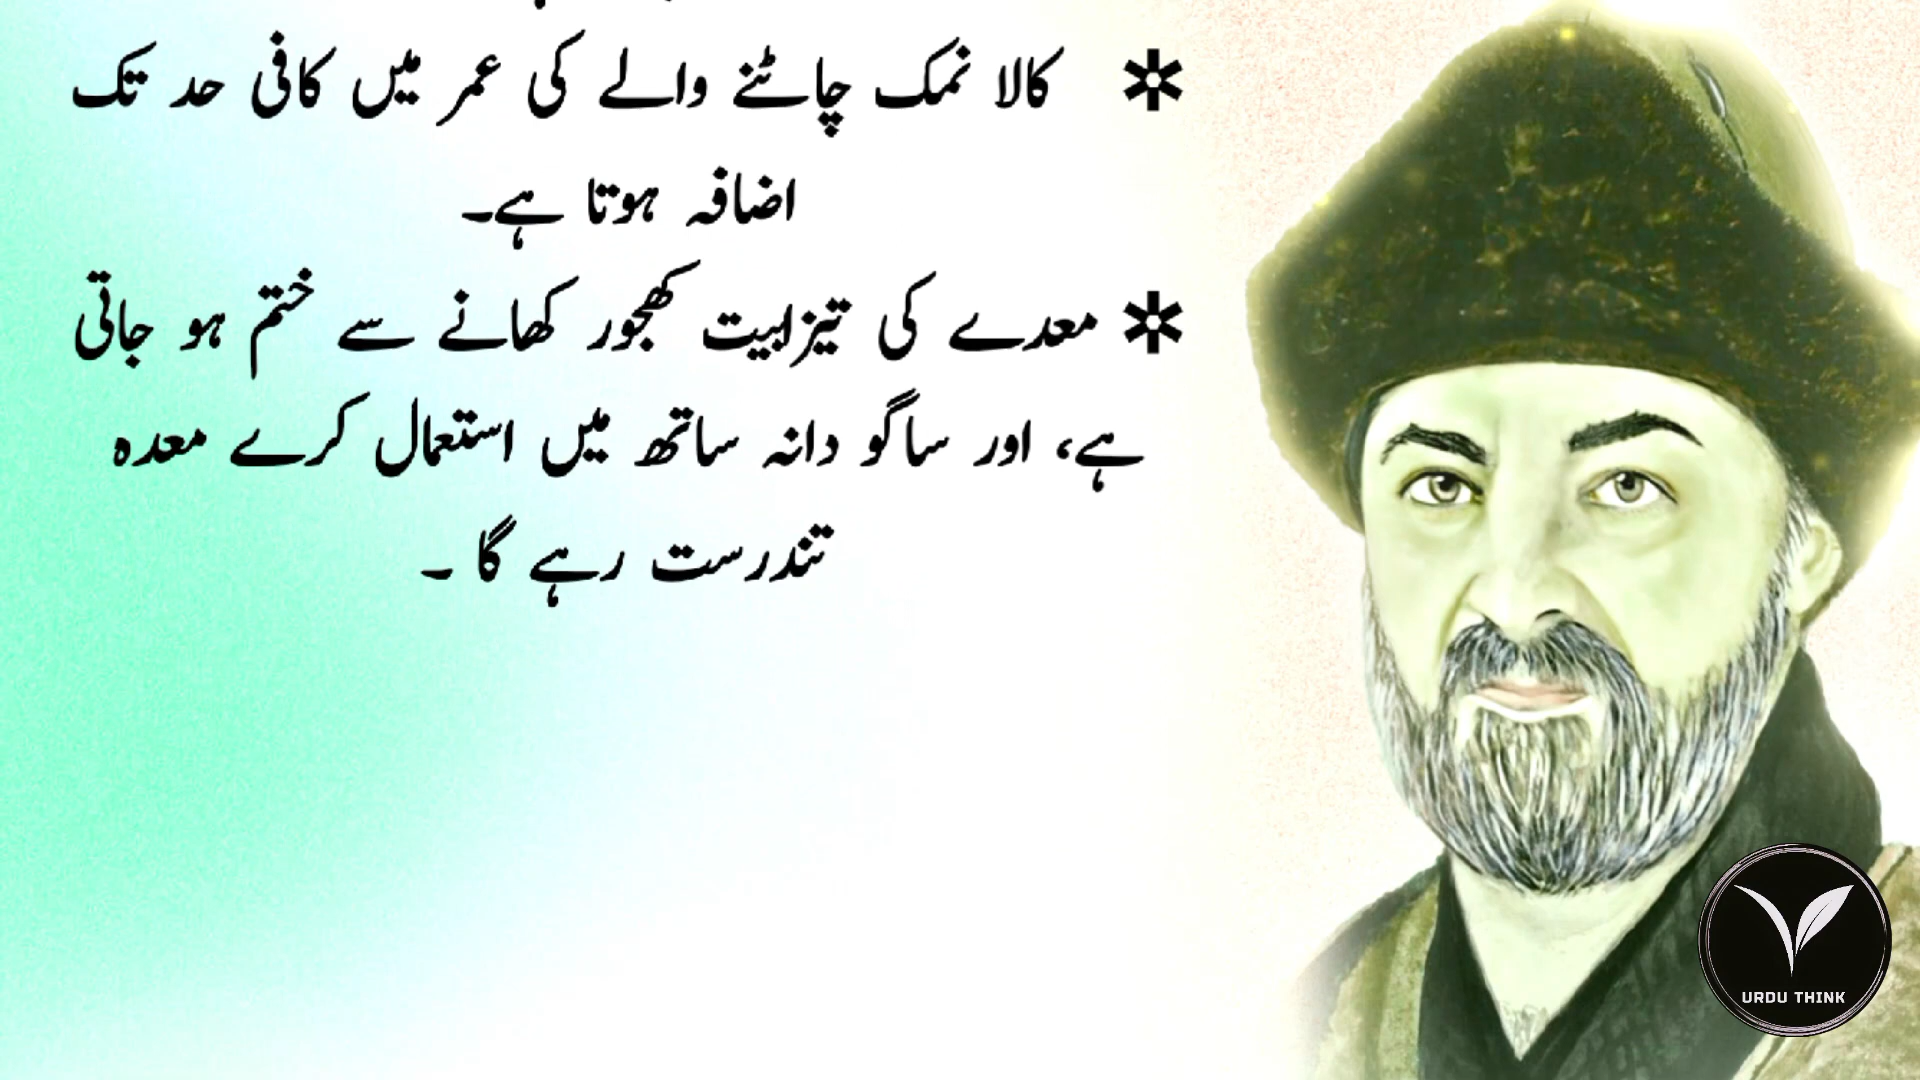 ✲ کالا نمک چاٹنے والے کی عمر میں کافی حد تک
اضافہ ہوتا ہے۔
✲ معدے کی تیزابیت کھجور کھانے سے ختم ہو جاتی
ہے، اور ساگو دانہ ساتھ میں استعمال کرے معدہ
تندرست رہے گا ۔
URDU THINK